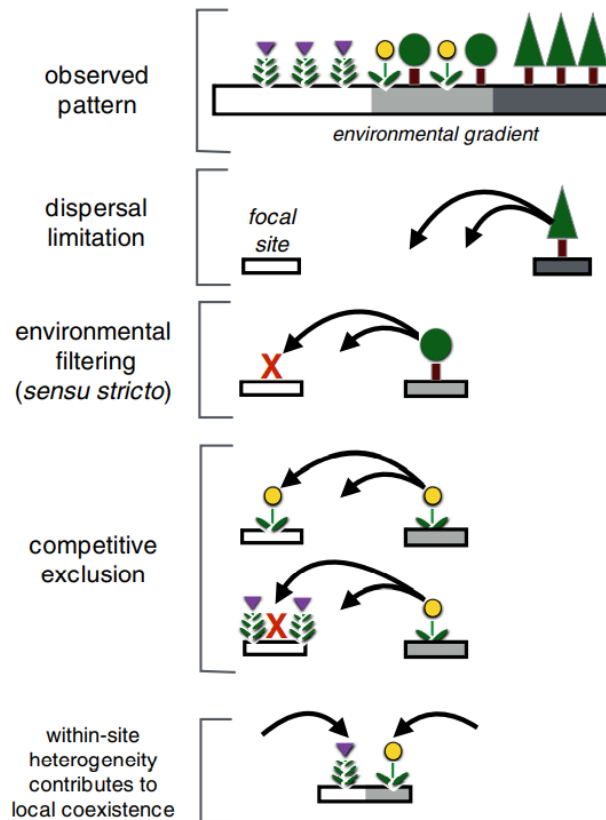 observed
pattern
environmental gradient
dispersal
limitation
focal
site
environmental
filtering
(sensu stricto)
X
competitive
exclusion
X
within-site
heterogeneity
contributes to
local coexistence